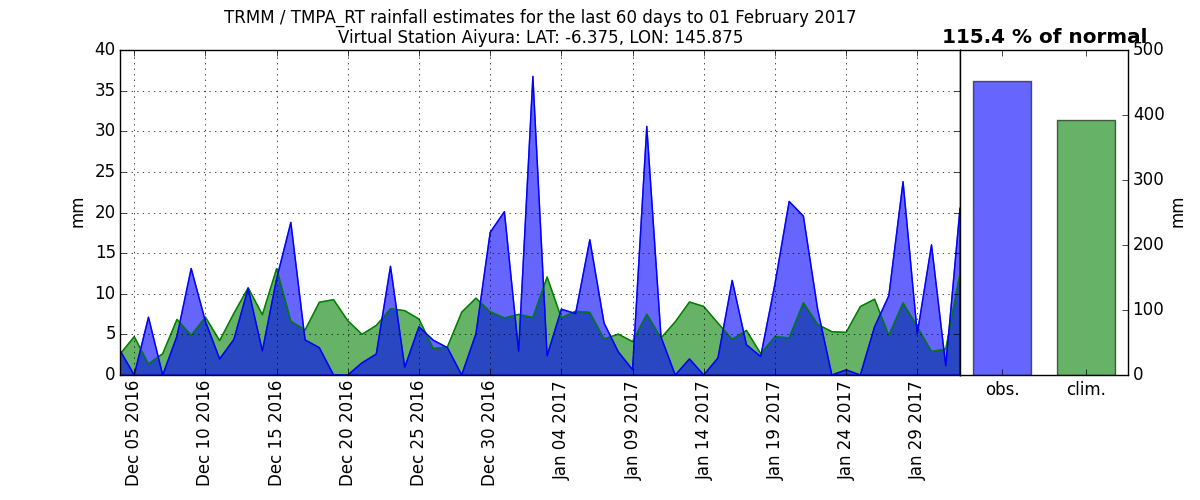 TRMM / TMPA_RT rainfall estimates for the last 60 days to 01 February 2017
Virtual Station Aiyura: LAT: -6.375, LON: 145.875
115.4 % of normal
40
35
30
25
20
15
10
5
0
mm
Dec 05 2016
Dec 10 2016
Dec 15 2016
Dec 20 2016
Dec 25 2016
Dec 30 2016
Jan 04 2017
Jan 09 2017
Jan 14 2017
Jan 19 2017
Jan 24 2017
Jan 29 2017
500
400
300
200
100
0
mm
obs.
clim.